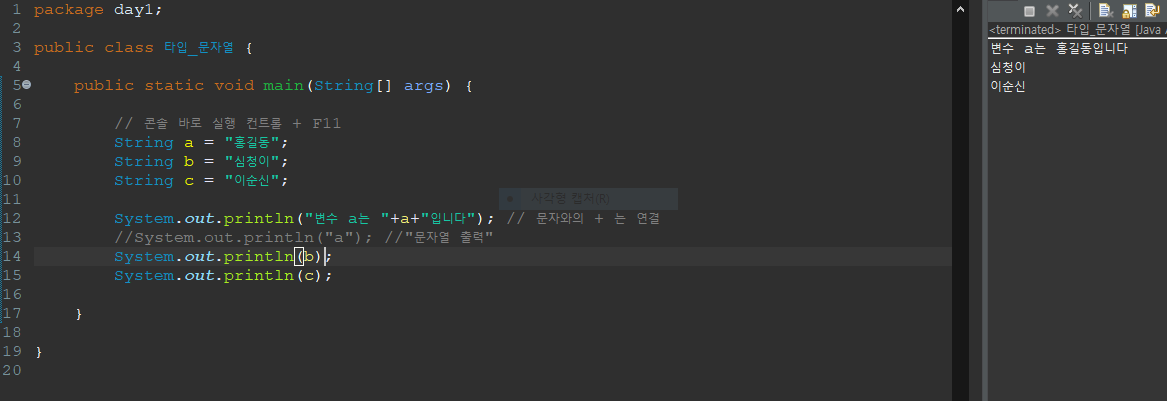 1 package day1;
2
3 public class 타입_문자열 {
4
5 public static void main(String[] args) {
6
7 // 콘솔 바로 실행 컨트롤 + F11
8 String a = "홍길동";
9 String b = "심청이";
10 String c = "이순신";
11
사각형 캡처(R)
12 System.out.println("변수 a는 "+a+"입니다"); // 문자와의 + 는 연결
13 //System.out.println("a"); //"문자열 출력"
14 System.out.println(b);
15 System.out.println(c);
16
17 }
18
19 }
20
<terminated> 타입_문자열 [Java A
변수 a는 홍길동입니다
심청이
이순신